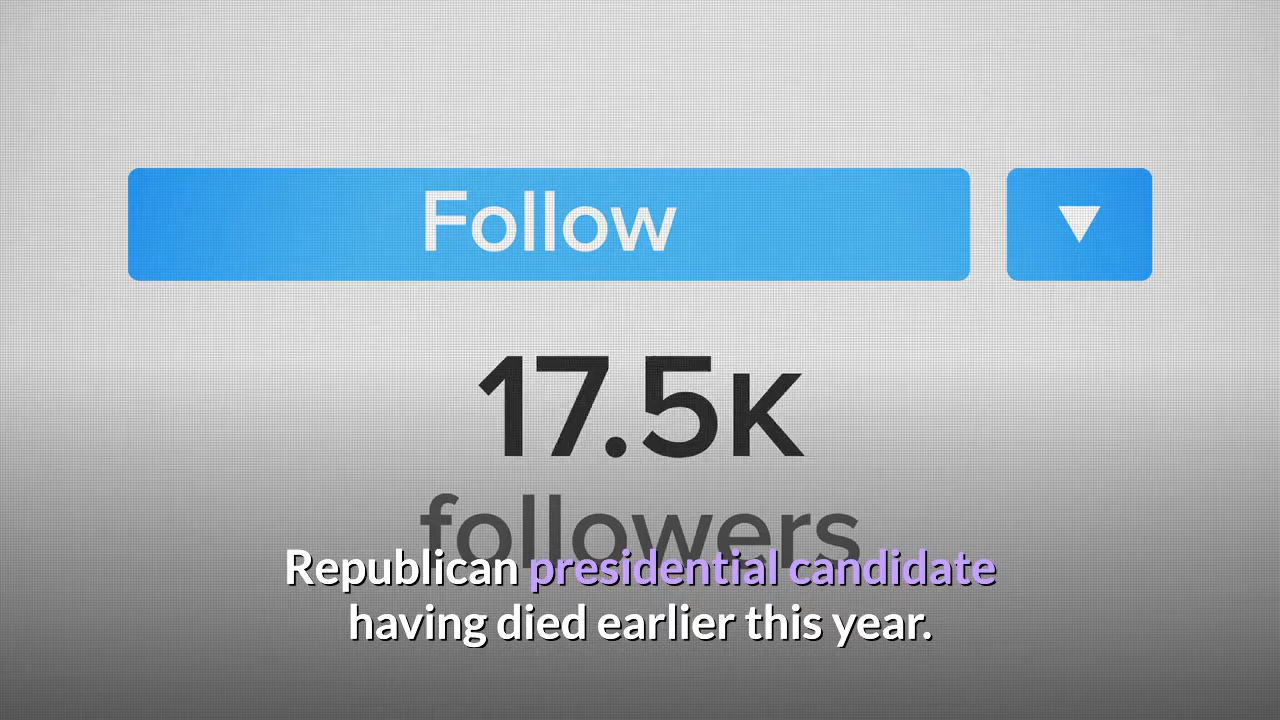 Follow
17.5K
followers
Republican presidential candidate
having died earlier this year.